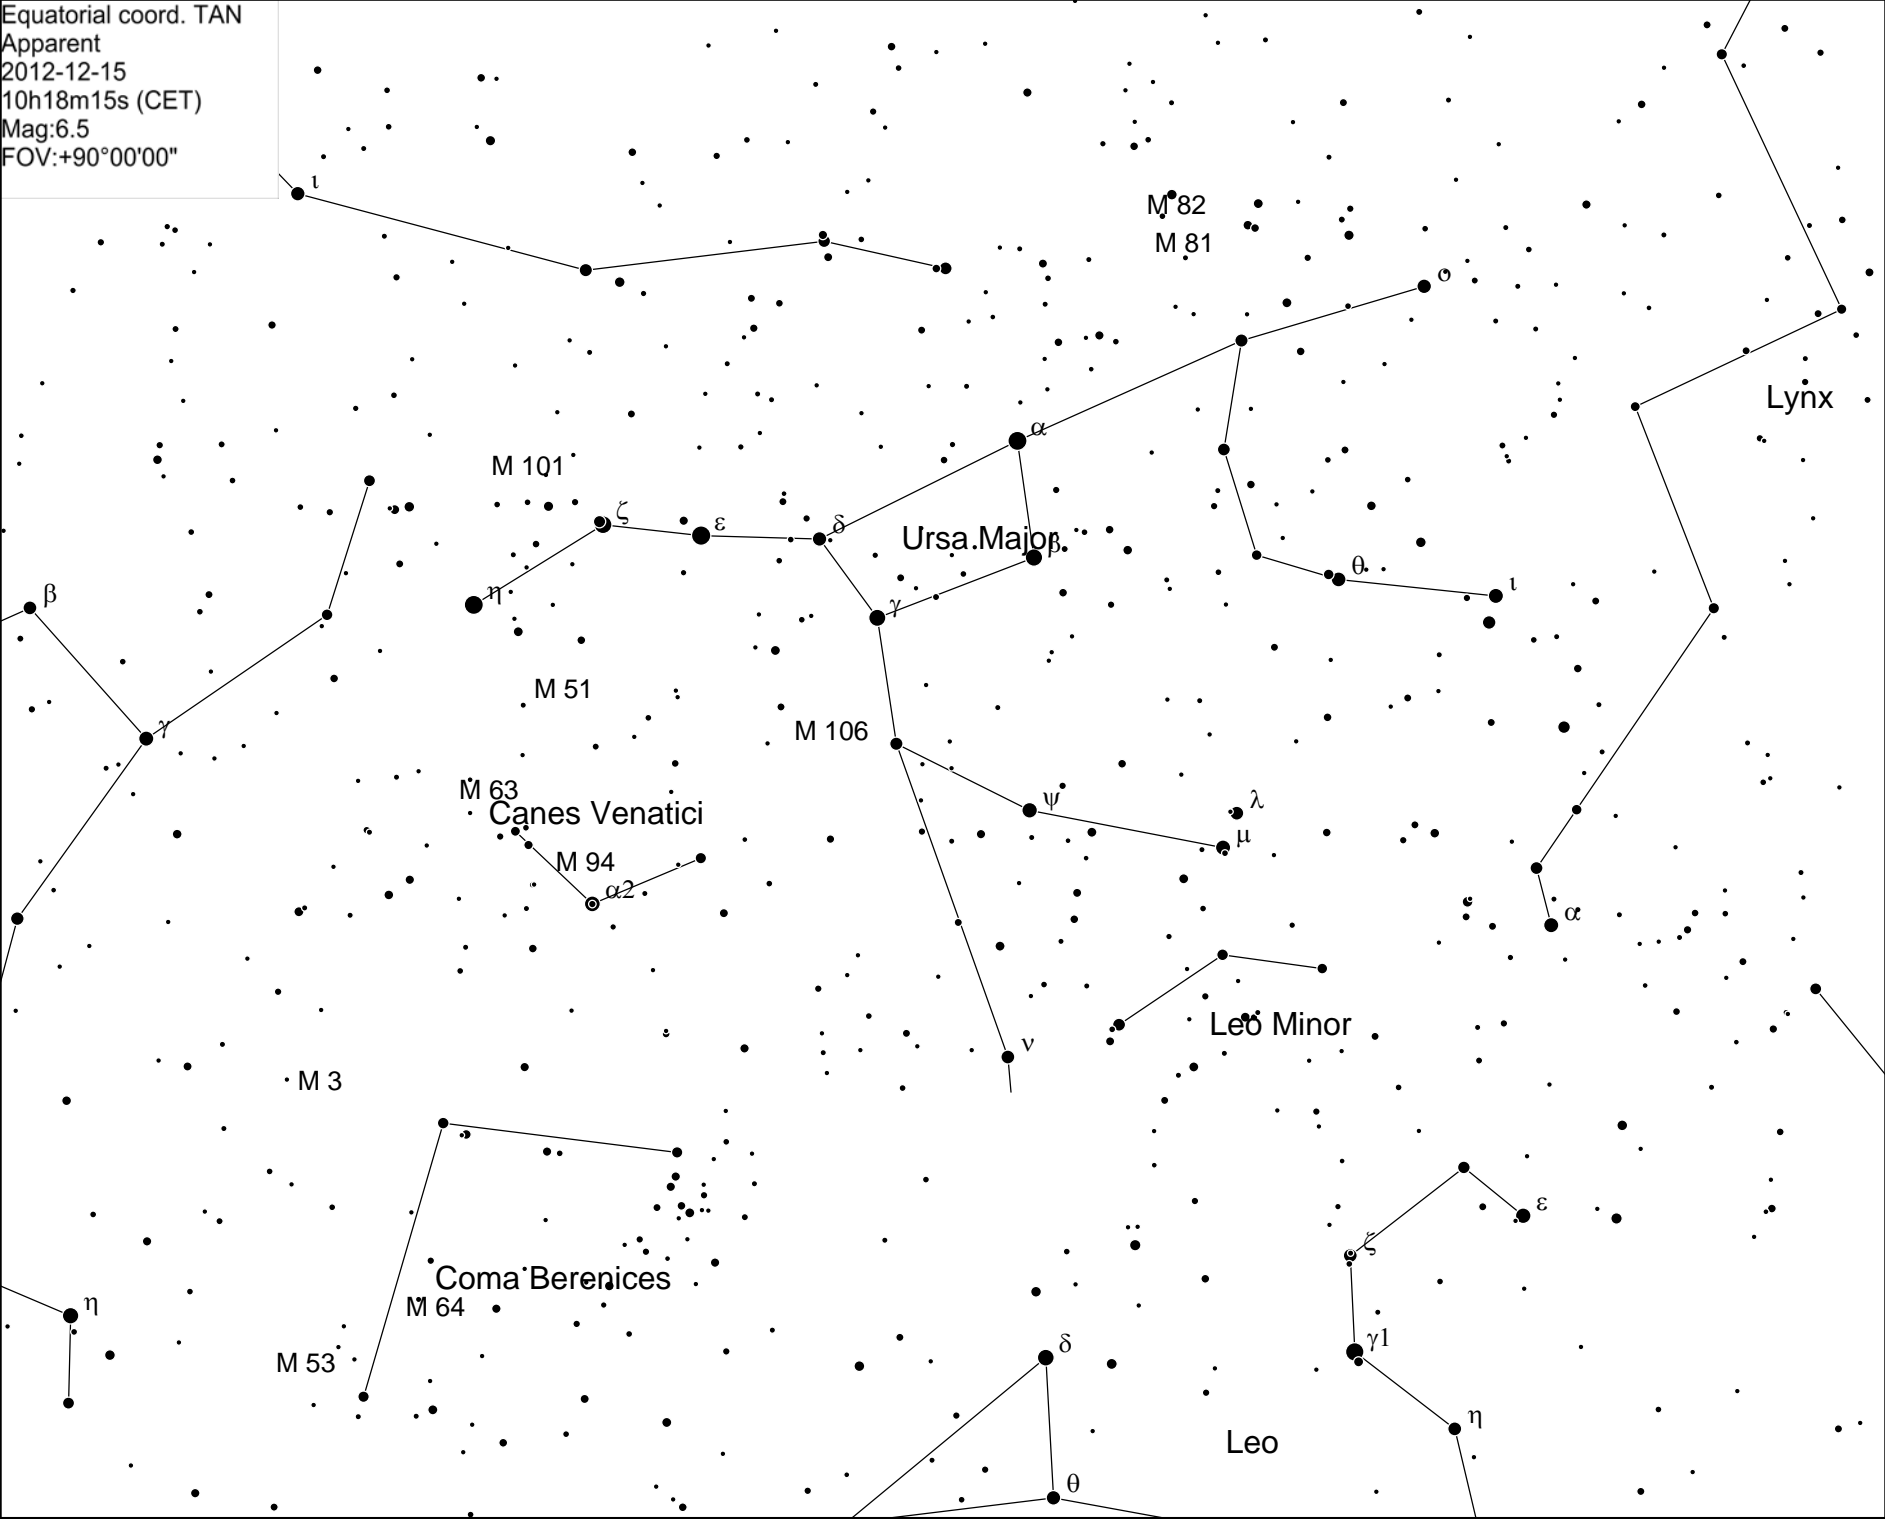 Equatorial coord. TAN
Apparent
2012-12-15
10h18m15s (CET)
Mag:6.5
FOV:+90°00'00"
ι
M 82
M 81
ο
Lynx
α
M 101
ζ
ε
δ
Ursa Major
β
θ
ι
η
β
γ
M 51
γ
M 106
M 63
ψ
λ
Canes Venatici
μ
M 94
α2
α
Leo Minor
ν
M 3
ε
ζ
Coma Berenices
M 64
η
γ1
δ
M 53
η
Leo
θ